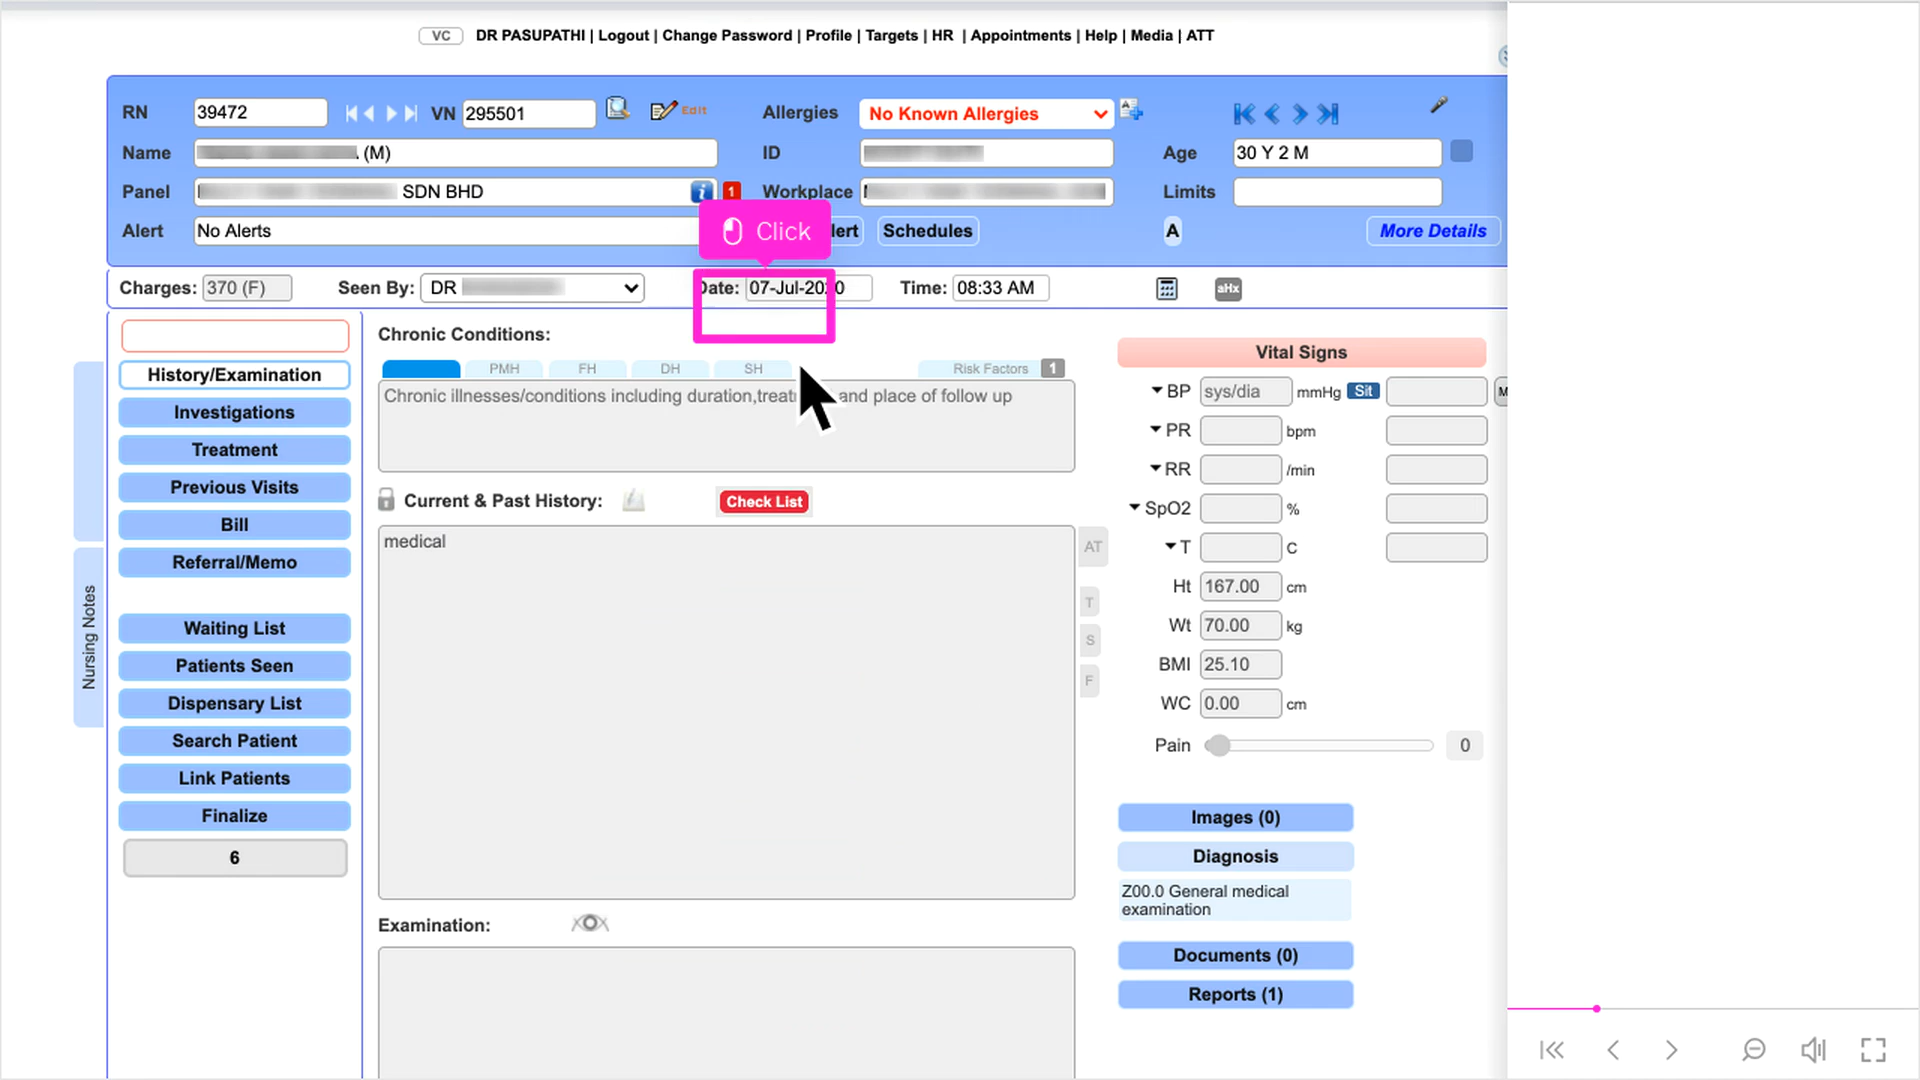 VC DR PASUPATHI | Logout | Change Password | Profile | Targets | HR | Appointments | Help | Media | ATT
RN 39472 VN 295501 Edit Allergies No Known Allergies
Name (M) ID Age 30 Y 2 M
Panel SDN BHD i 1 Workplace Limits
Alert No Alerts Click lert Schedules A More Details
Charges: 370 (F) Seen By: DR Date: 07-Jul-2020 Time: 08:33 AM aHx
Chronic Conditions:
PMH FH DH SH Risk Factors 1
Chronic illnesses/conditions including duration,treat and place of follow up
Current & Past History: Check List
medical
AT
T
S
F
Examination:
Nursing Notes
History/Examination
Investigations
Treatment
Previous Visits
Bill
Referral/Memo
Waiting List
Patients Seen
Dispensary List
Search Patient
Link Patients
Finalize
6
Vital Signs
BP sys/dia mmHg Sit M
PR bpm
RR /min
SpO2 %
T C
Ht 167.00 cm
Wt 70.00 kg
BMI 25.10
WC 0.00 cm
Pain 0
Images (0)
Diagnosis
Z00.0 General medical
examination
Documents (0)
Reports (1)